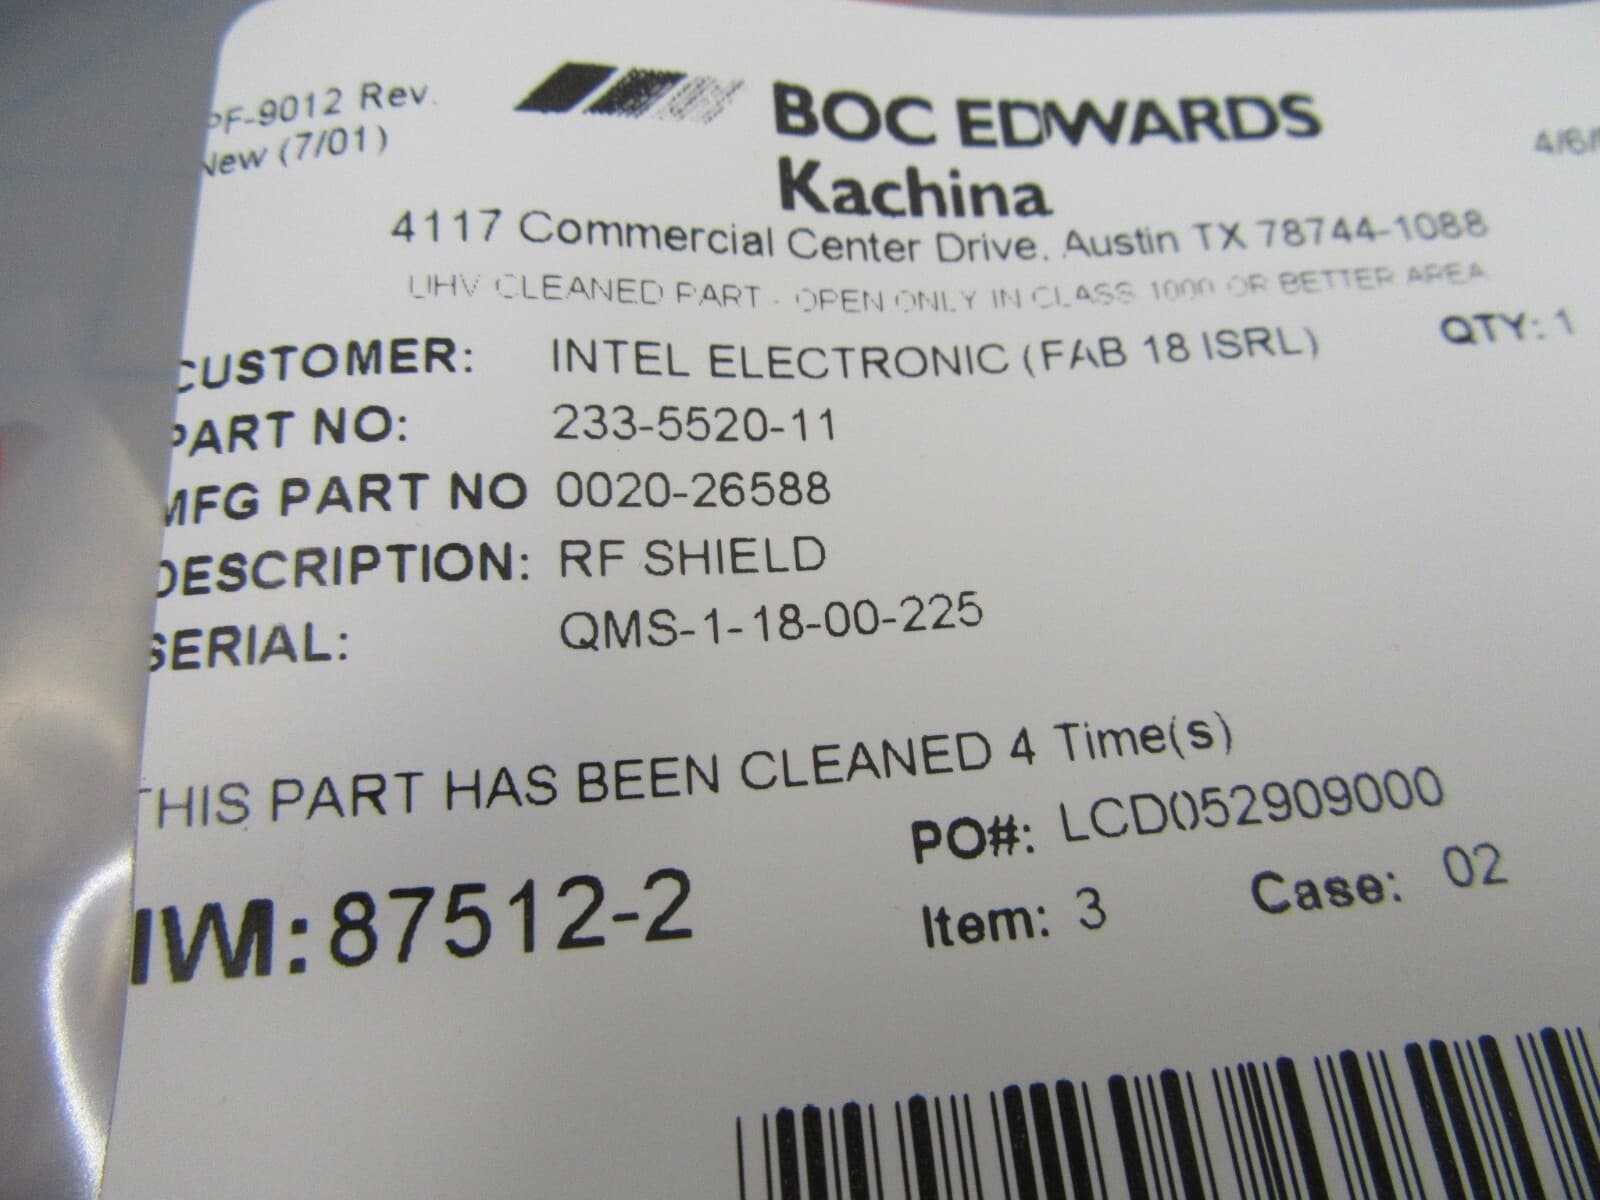 PF-9012 Rev.
New (7/01)
BOC EDWARDS
Kachina
4/6/
4117 Commercial Center Drive, Austin TX 78744-1088
UHV CLEANED PART - OPEN ONLY IN CLASS 1000 OR BETTER AREA
CUSTOMER: INTEL ELECTRONIC (FAB 18 ISRL) QTY: 1
PART NO: 233-5520-11
MFG PART NO 0020-26588
DESCRIPTION: RF SHIELD
SERIAL: QMS-1-18-00-225
THIS PART HAS BEEN CLEANED 4 Time(s)
PO#: LCD052909000
IWI: 87512-2
Item: 3 Case: 02